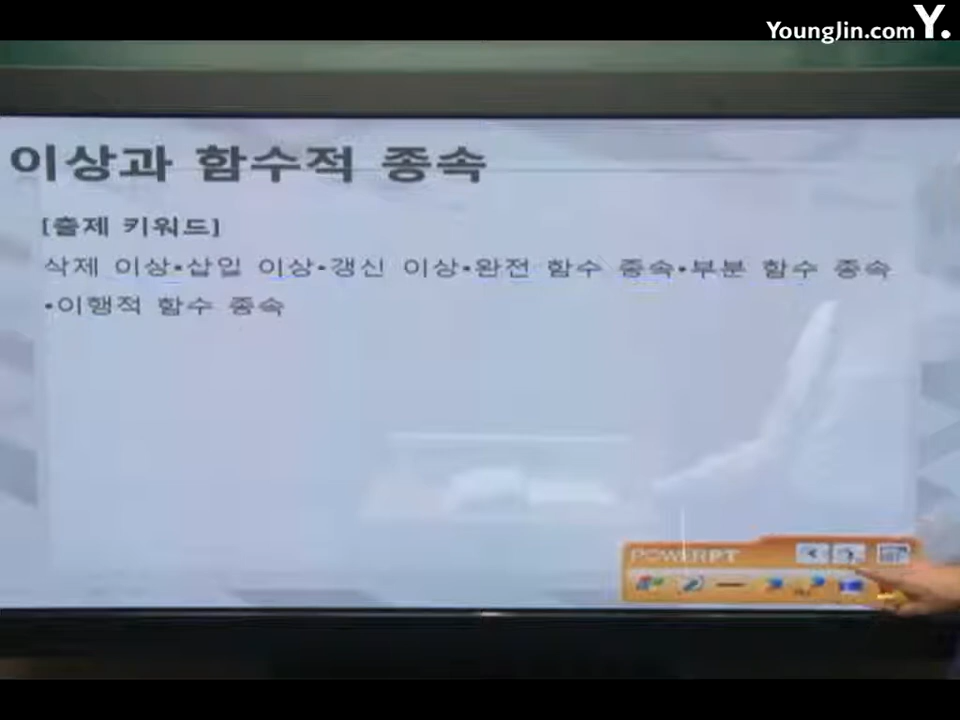 YoungJin.com Y.
이상과 함수적 종속
[출제 키워드]
삭제 이상•삽입 이상•갱신 이상•완전 함수 종속•부분 함수 종속
•이행적 함수 종속
POWERPT